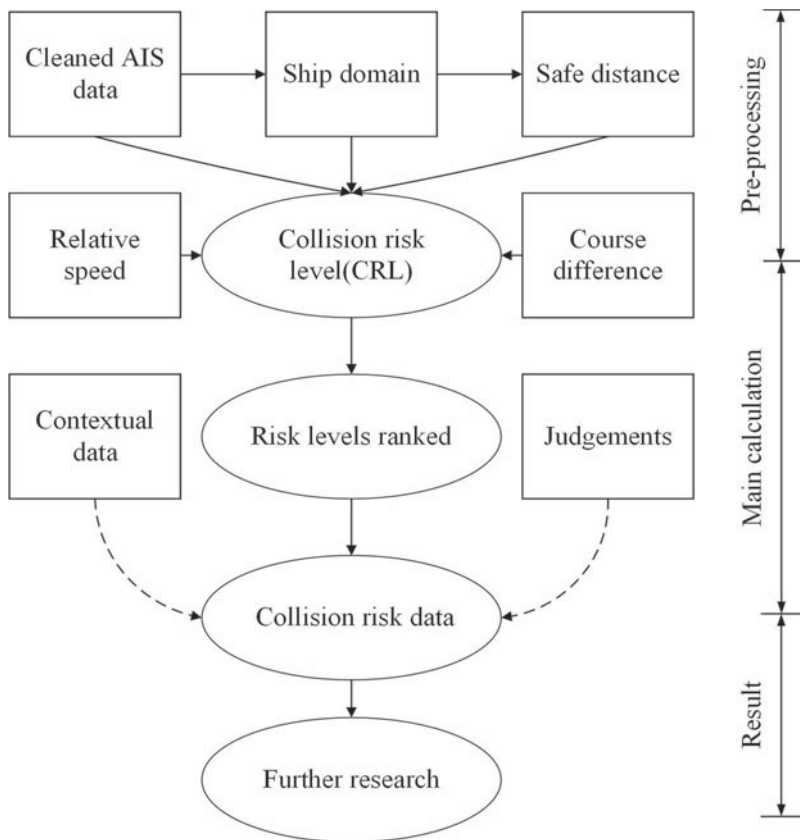 Cleaned AIS
data
Ship domain
Safe distance
Pre-processing
Relative
speed
Collision risk
level(CRL)
Course
difference
Contextual
data
Risk levels ranked
Judgements
Main calculation
Collision risk data
Further research
Result